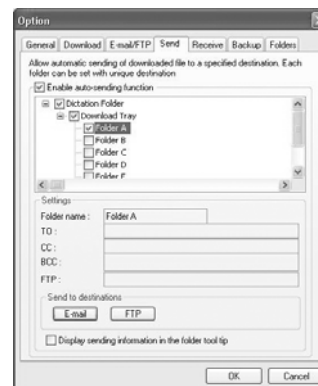 Option
General Download E-mail/FTP Send Receive Backup Folders
Allow automatic sending of downloaded file to a specified destination. Each
folder can be set with unique destination
Enable auto-sending function
Dictation Folder
Download Tray
Folder A
Folder B
Folder C
Folder D
Folder E
Settings
Folder name : Folder A
TO :
CC :
BCC :
FTP :
Send to destinations
E-mail FTP
Display sending information in the folder tool tip
OK Cancel